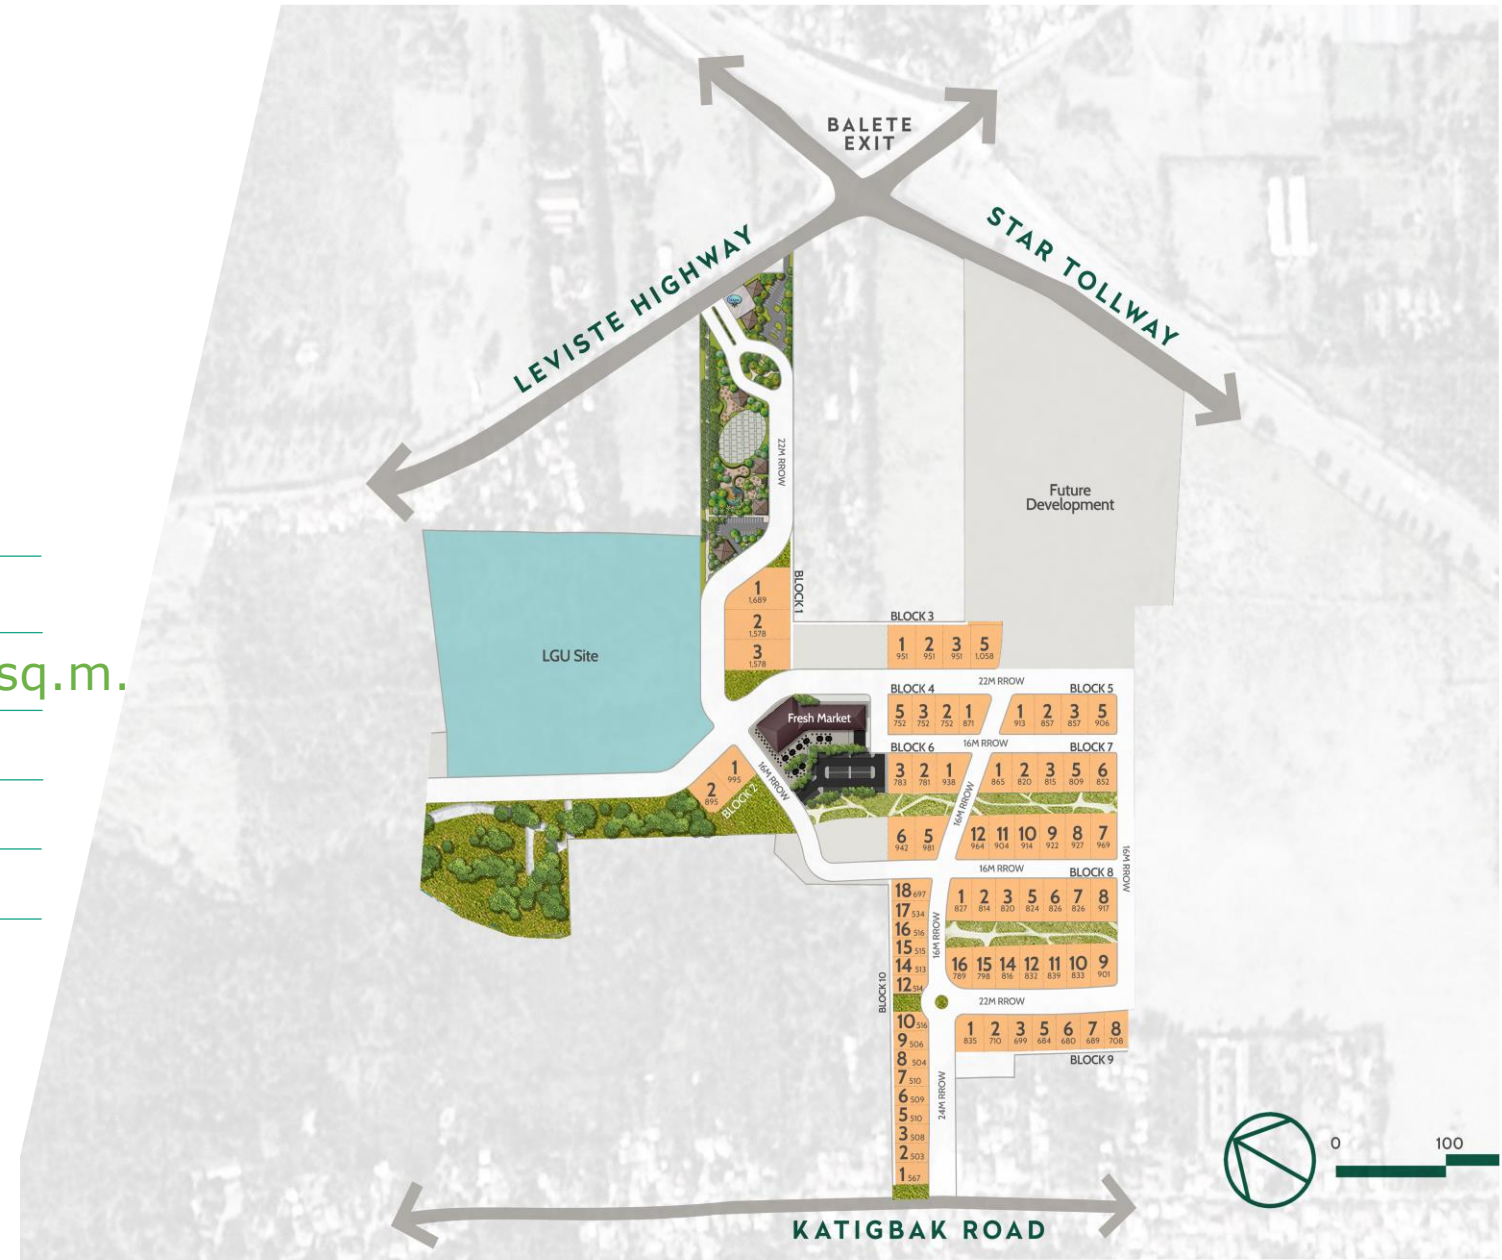 BALETE
EXIT
LEVISTE HIGHWAY
STAR TOLLWAY
22M RROW
Future
Development
sq.m.
LGU Site
BLOCK 1
1
1,689
2
1,578
3
1,578
BLOCK 3
1 2 3 5
951 951 951 1,058
22M RROW
BLOCK 4
5 3 2 1
752 752 752 871
BLOCK 5
1 2 3 5
913 857 857 906
Fresh Market
16M RROW
BLOCK 6
3 2 1
783 781 938
BLOCK 7
1 2 3 5 6
865 820 815 809 852
1
995
2
895
BLOCK 2
16M RROW
16M RROW
6 5
942 981
12 11 10 9 8 7
964 904 914 922 927 969
16M RROW
16M RROW
BLOCK 8
1 2 3 5 6 7 8
827 814 820 824 826 826 917
16M RROW
16 15 14 12 11 10 9
789 798 816 832 839 833 901
BLOCK 10
18 697
17 534
16 516
15 515
14 513
12 514
22M RROW
10 516
9 506
8 504
7 510
6 509
5 510
3 508
2 503
1 567
1 2 3 5 6 7 8
835 710 699 684 680 689 708
BLOCK 9
24M RROW
0 100
KATIGBAK ROAD